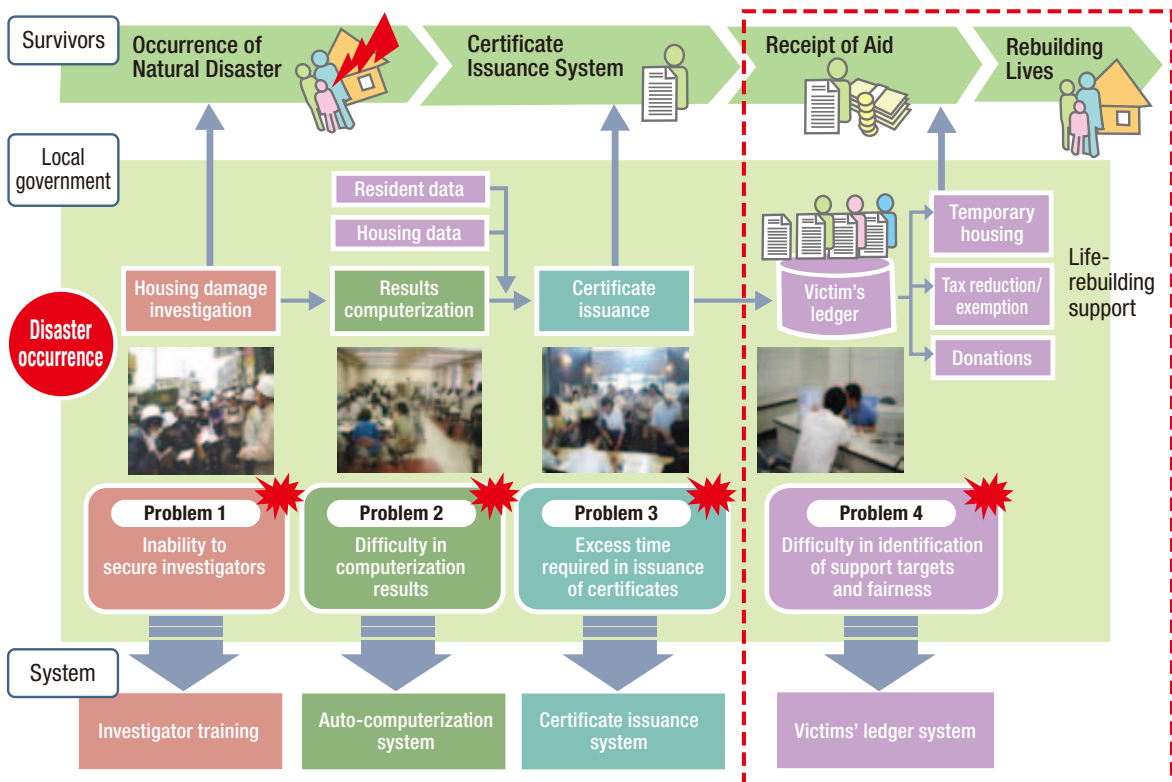 Survivors
Occurrence of
Natural Disaster
Certificate
Issuance System
Receipt of Aid
Rebuilding
Lives
Local
government
Resident data
Housing data
Housing damage
investigation
Results
computerization
Certificate
issuance
Victim's
ledger
Temporary
housing
Tax reduction/
exemption
Donations
Life-
rebuilding
support
Disaster
occurrence
Problem 1
Inability to
secure investigators
Problem 2
Difficulty in
computerization
results
Problem 3
Excess time
required in issuance
of certificates
Problem 4
Difficulty in identification
of support targets
and fairness
System
Investigator training
Auto-computerization
system
Certificate issuance
system
Victims' ledger system